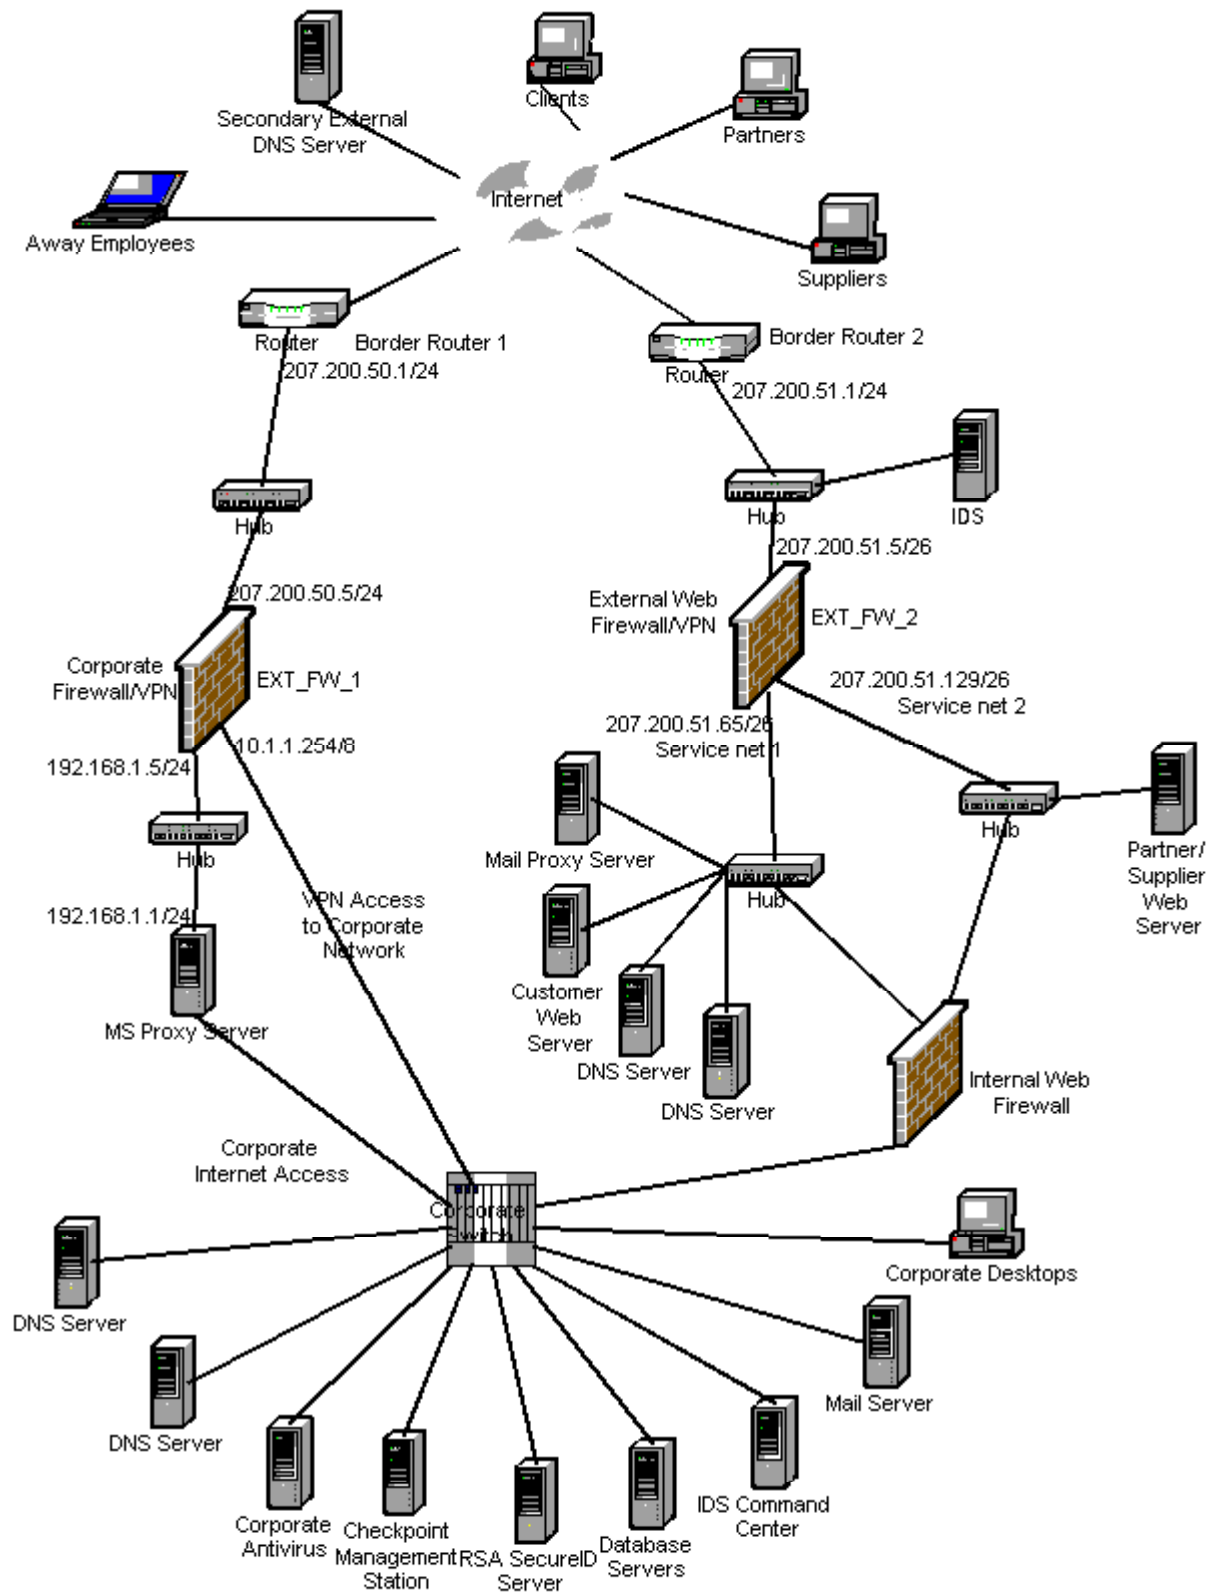 Clients
Secondary External
DNS Server
Partners
Internet
Away Employees
Suppliers
Router
Border Router 1
207.200.50.1/24
Border Router 2
Router
207.200.51.1/24
Hub
Hub
IDS
207.200.51.5/26
207.200.50.5/24
External Web
Firewall/VPN
EXT_FW_2
Corporate
Firewall/VPN
EXT_FW_1
207.200.51.129/26
Service net 2
207.200.51.65/26
Service net 1
10.1.1.254/8
192.168.1.5/24
Hub
Hub
Mail Proxy Server
Partner/
Supplier
Web
Server
Hub
VPN Access
to Corporate
Network
192.168.1.1/24
MS Proxy Server
Customer
Web
Server
DNS Server
DNS Server
Internal Web
Firewall
Corporate
Internet Access
Corporate
Switch
Corporate Desktops
DNS Server
DNS Server
Mail Server
IDS Command
Center
Corporate
Antivirus
Checkpoint
Management
Station
RSA SecureID
Server
Database
Servers